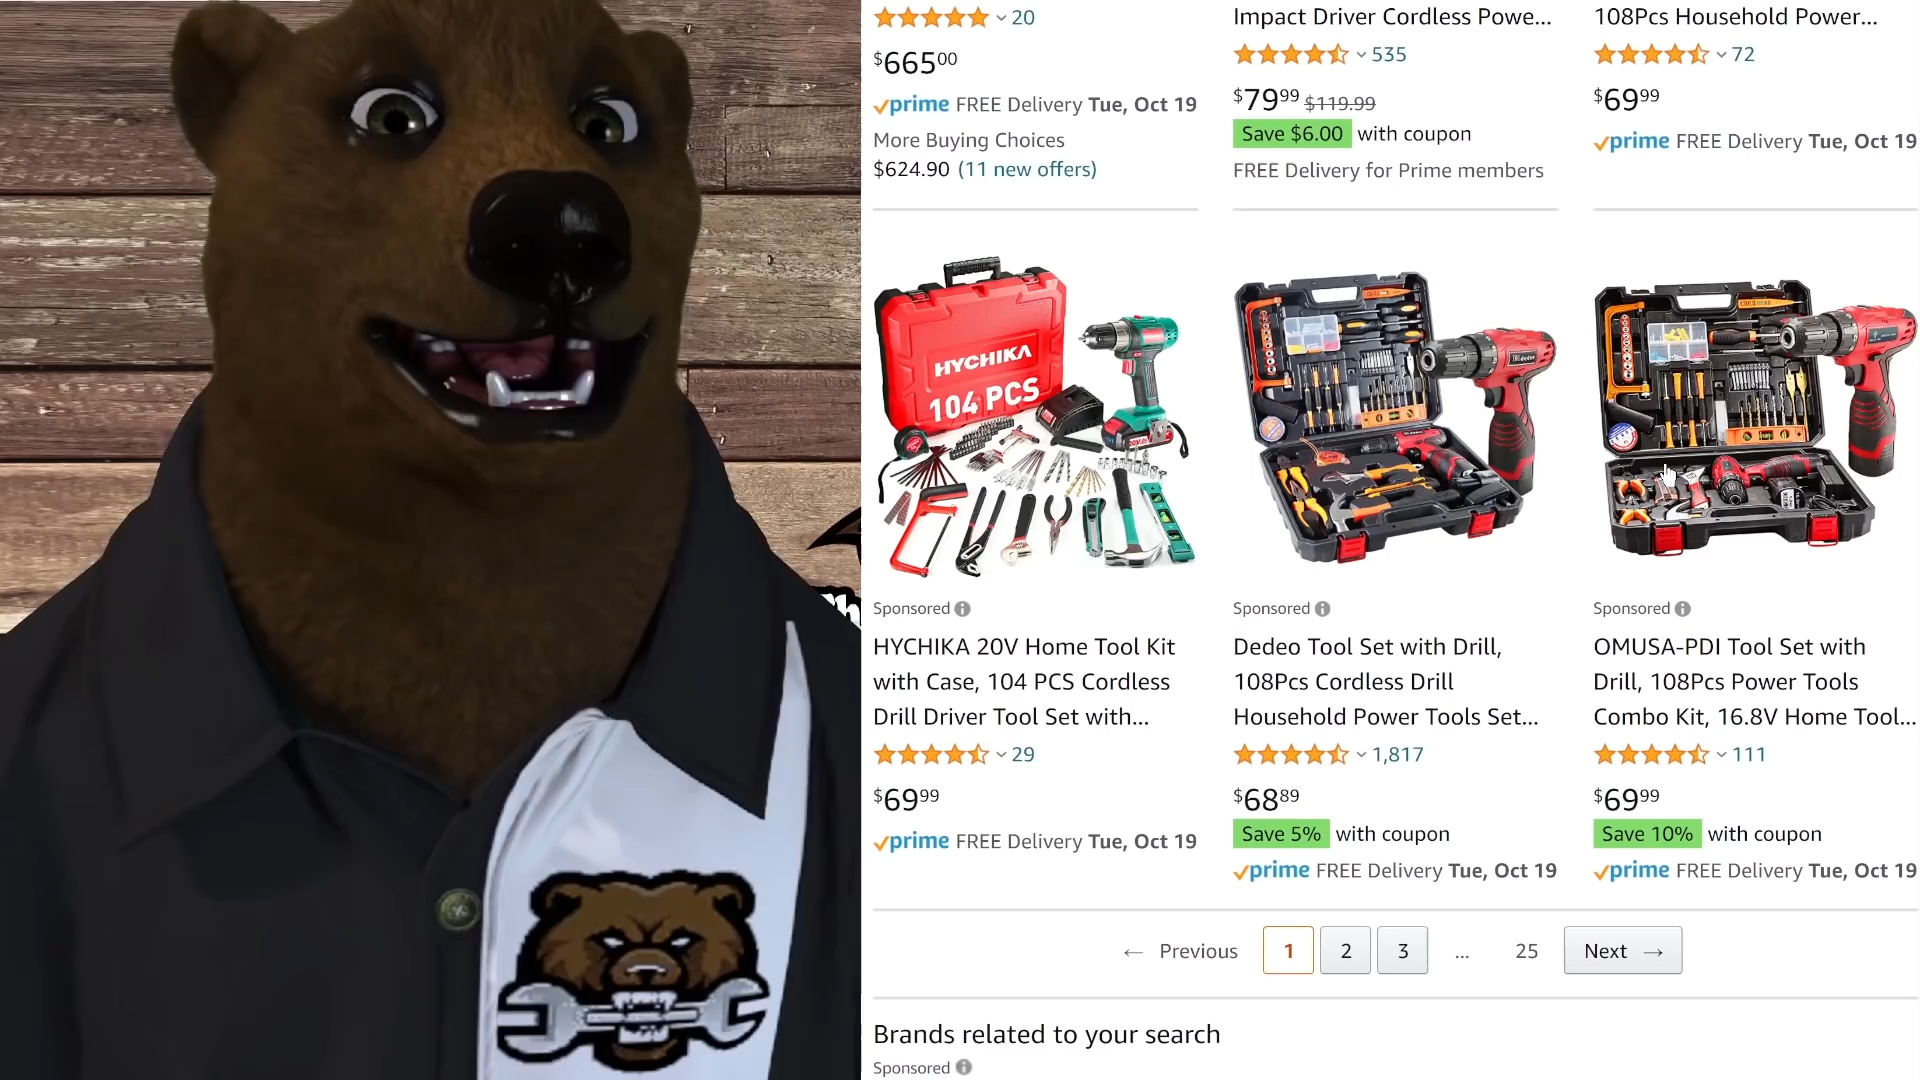 20
$665⁰⁰
prime FREE Delivery Tue, Oct 19
More Buying Choices
$624.90 (11 new offers)
Impact Driver Cordless Powe...
535
$79⁹⁹ $119.99
Save $6.00 with coupon
FREE Delivery for Prime members
108Pcs Household Power...
72
$69⁹⁹
prime FREE Delivery Tue, Oct 19
HYCHIKA
104 PCS
Sponsored
HYCHIKA 20V Home Tool Kit
with Case, 104 PCS Cordless
Drill Driver Tool Set with...
29
$69⁹⁹
prime FREE Delivery Tue, Oct 19
Sponsored
Dedeo Tool Set with Drill,
108Pcs Cordless Drill
Household Power Tools Set...
1,817
$68⁸⁹
Save 5% with coupon
prime FREE Delivery Tue, Oct 19
Sponsored
OMUSA-PDI Tool Set with
Drill, 108Pcs Power Tools
Combo Kit, 16.8V Home Tool...
111
$69⁹⁹
Save 10% with coupon
prime FREE Delivery Tue, Oct 19
← Previous 1 2 3 ... 25 Next →
Brands related to your search
Sponsored